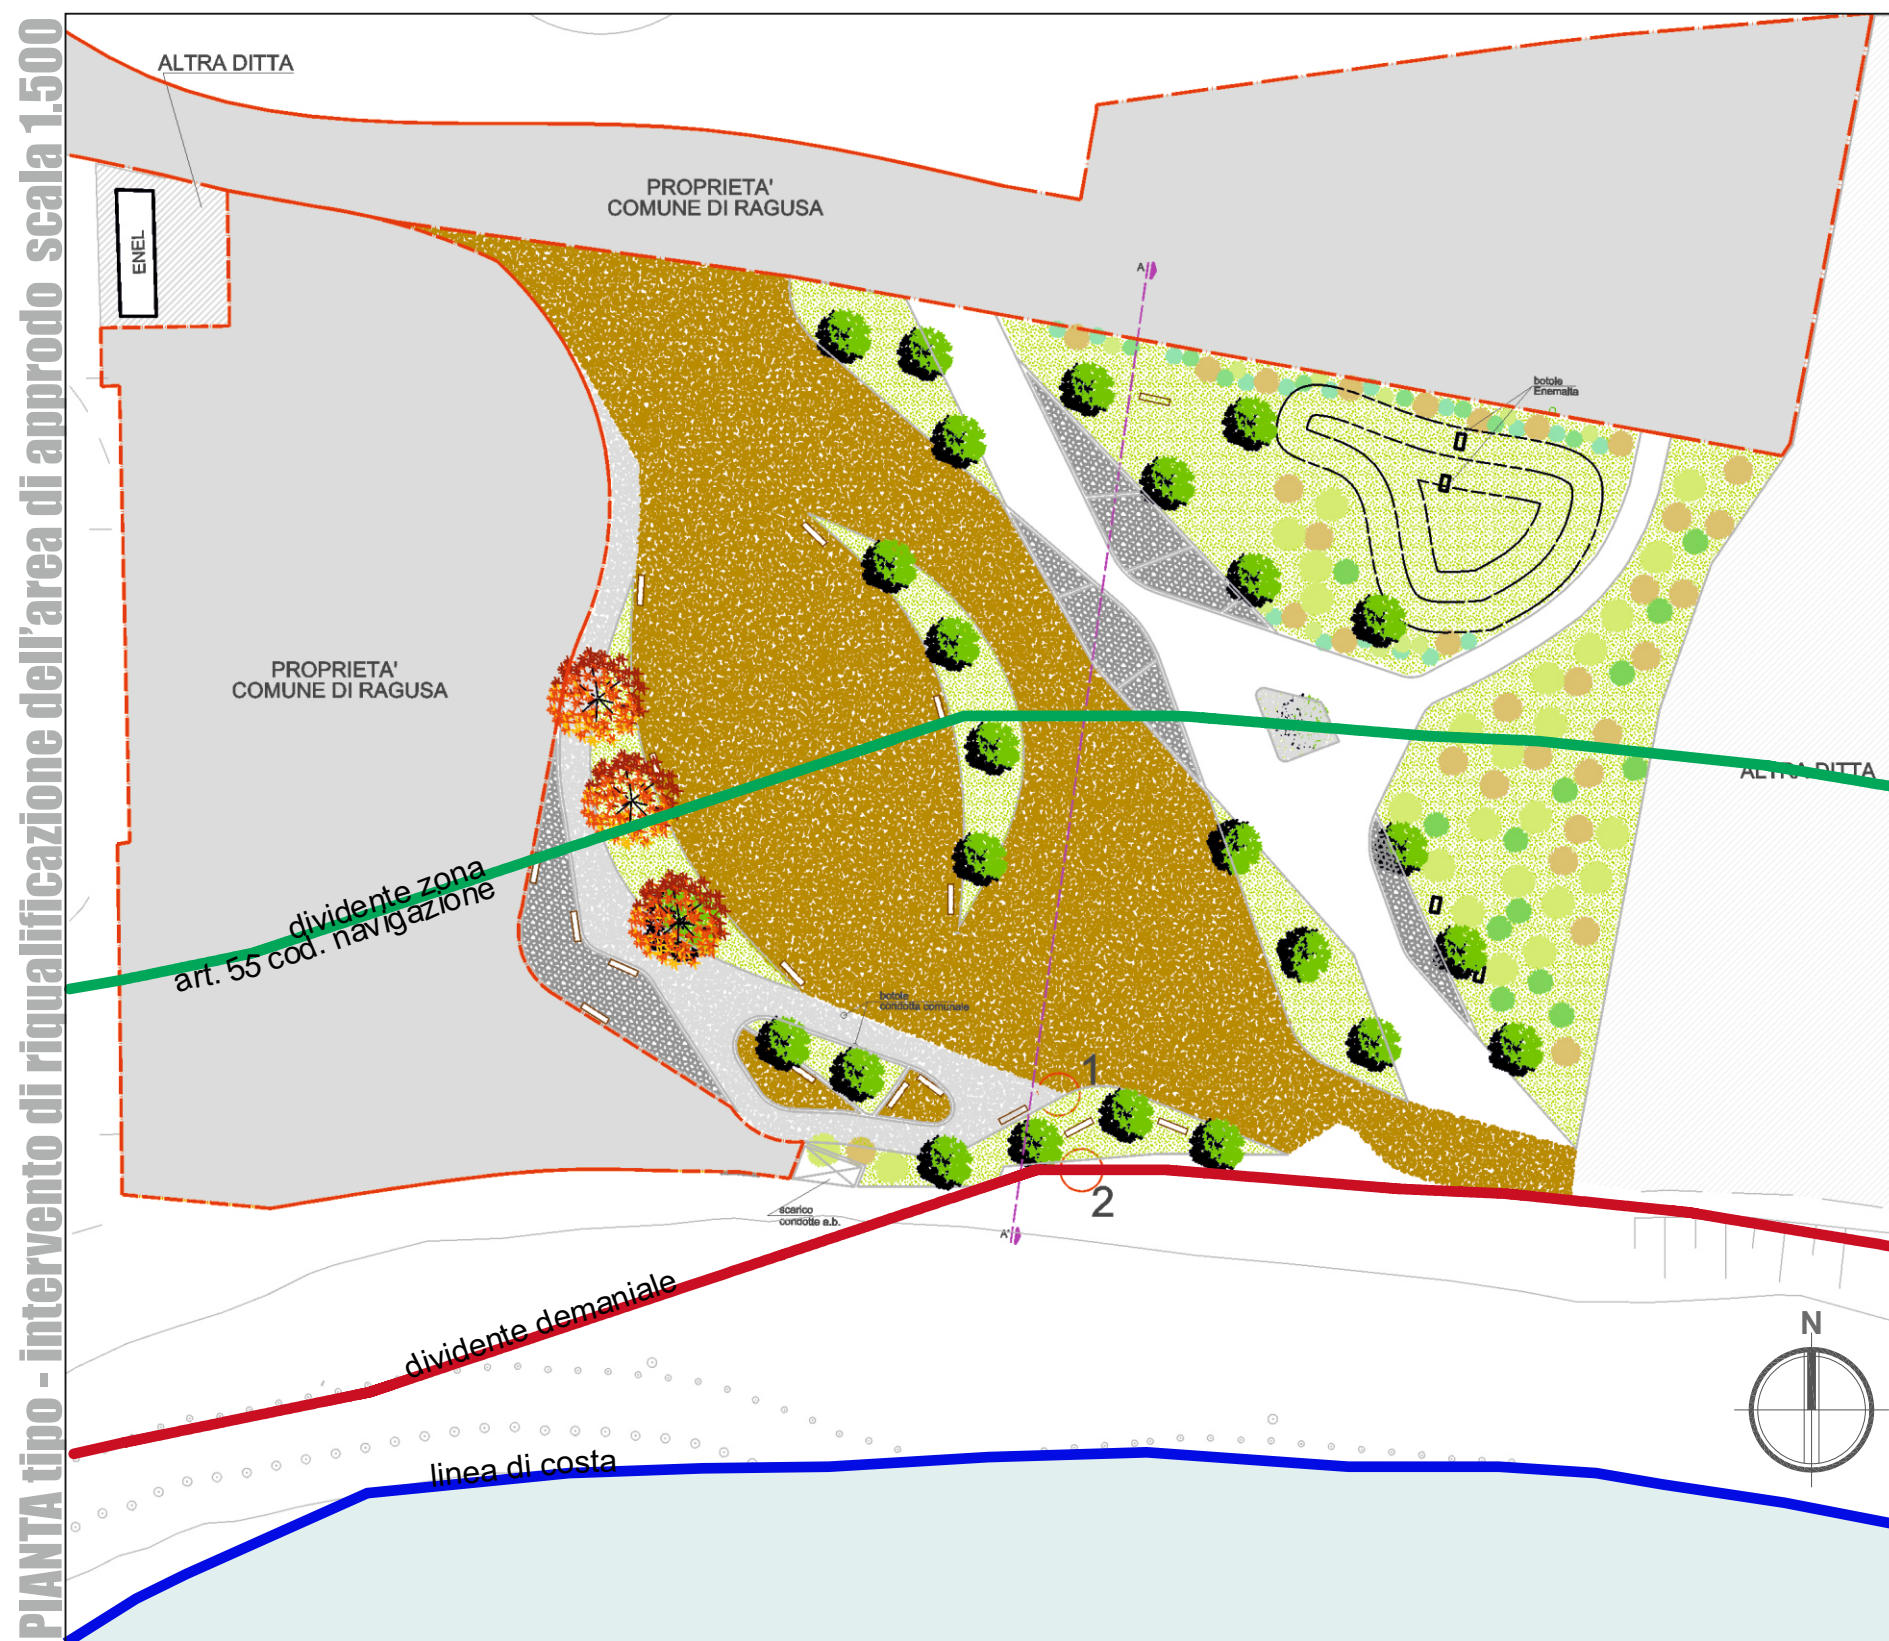 PIANTA tipo - intervento di riqualificazione dell'area di approdo scala 1.500
ALTRA DITTA
ENEL
PROPRIETA'
COMUNE DI RAGUSA
A
botole
Enemalta
PROPRIETA'
COMUNE DI RAGUSA
ALTRA DITTA
dividente zona
art. 55 cod. navigazione
botole
condotta comunale
1
2
scarico
condotte a.b.
A'
dividente demaniale
N
linea di costa